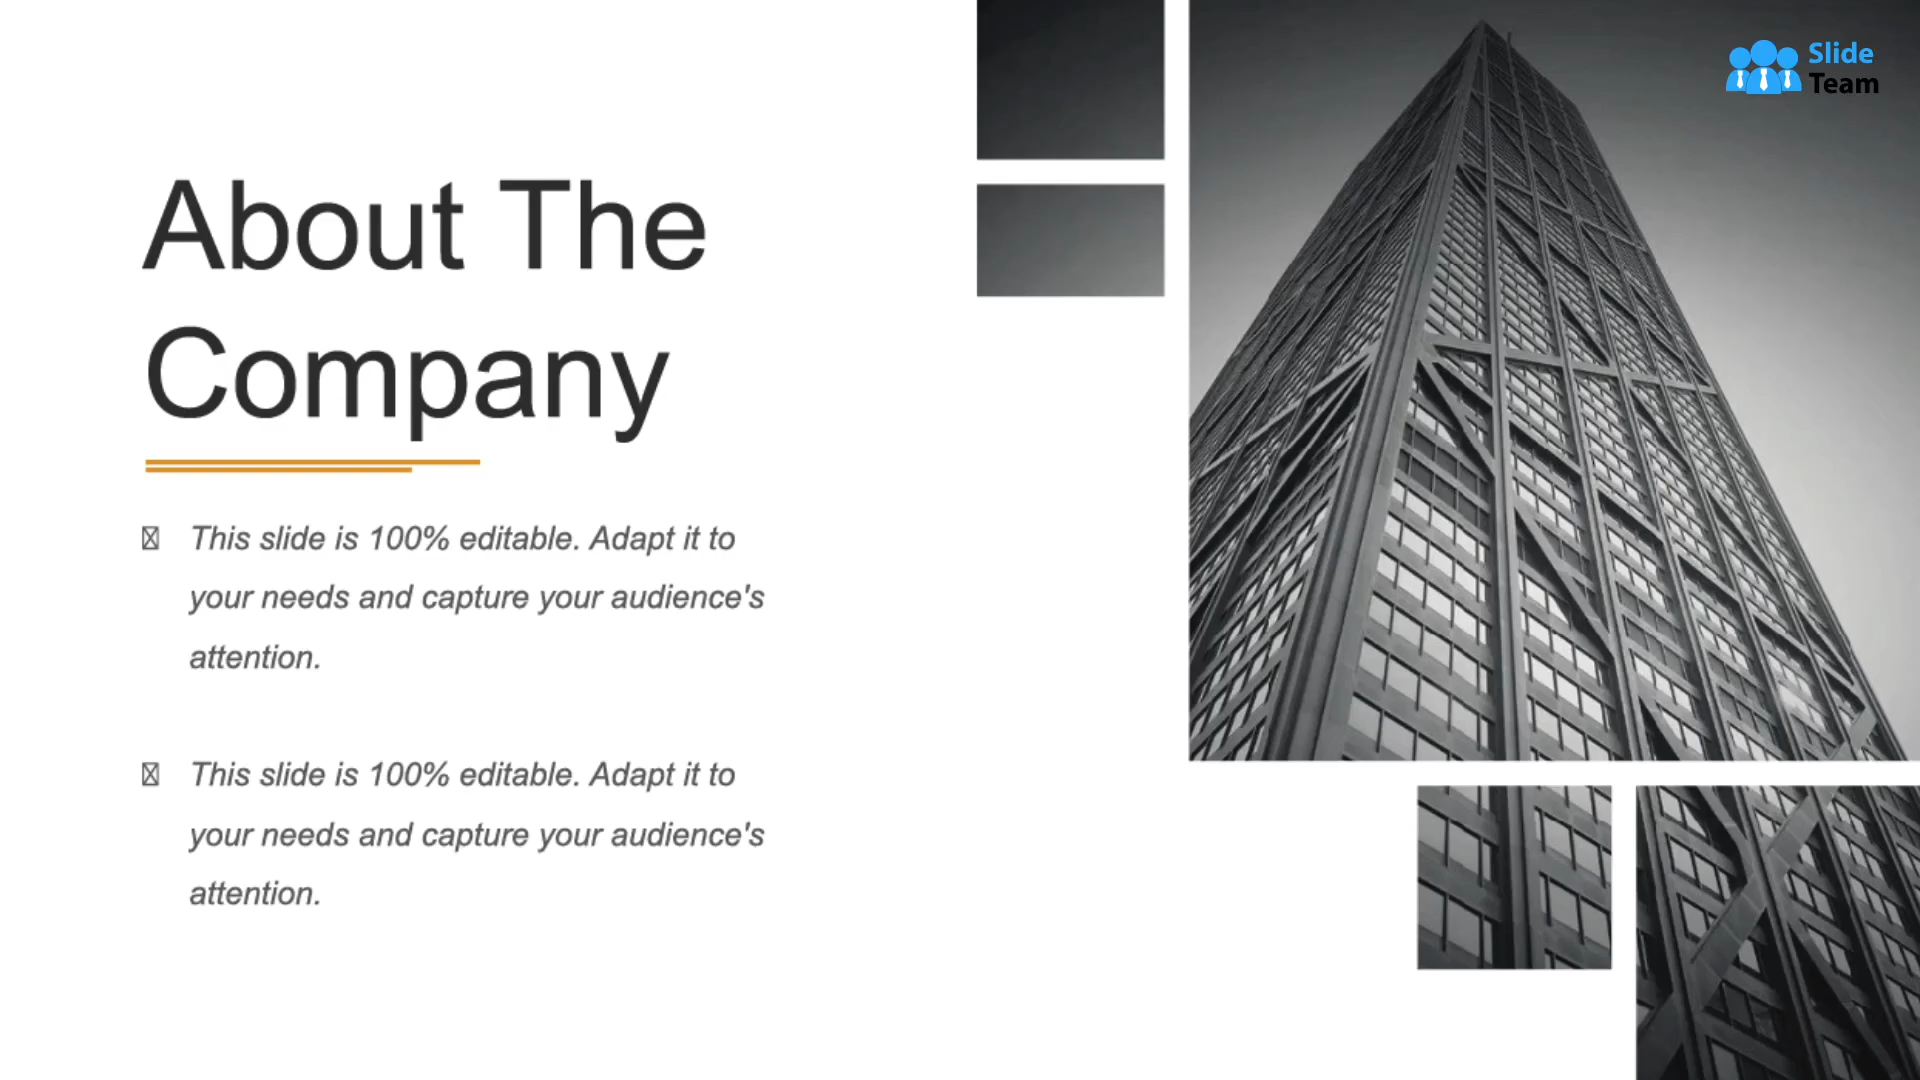 Slide
Team
About The
Company
This slide is 100% editable. Adapt it to
your needs and capture your audience's
attention.
This slide is 100% editable. Adapt it to
your needs and capture your audience's
attention.